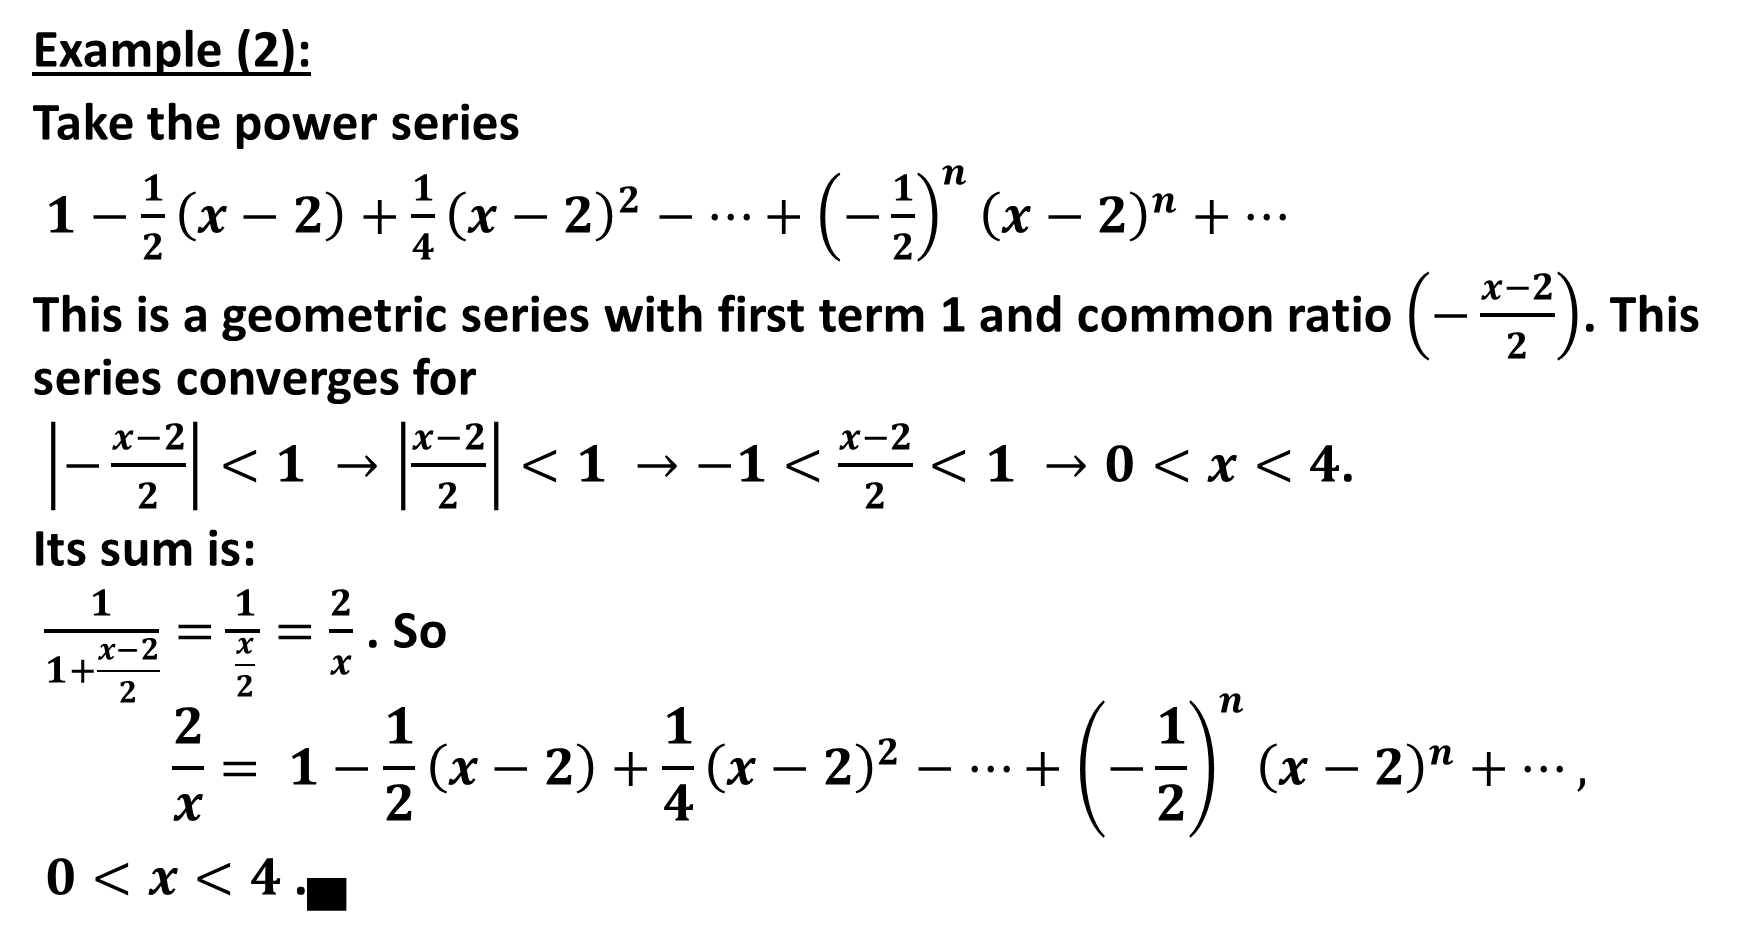 Example (2):
Take the power series
1 − 1/2 (x − 2) + 1/4 (x − 2)² − ⋯ + (−1/2)ⁿ (x − 2)ⁿ + ⋯
This is a geometric series with first term 1 and common ratio (− (x−2)/2). This
series converges for
|− (x−2)/2| < 1 → |(x−2)/2| < 1 → −1 < (x−2)/2 < 1 → 0 < x < 4.
Its sum is:
1/(1+(x−2)/2) = 1/(x/2) = 2/x . So
2/x = 1 − 1/2 (x − 2) + 1/4 (x − 2)² − ⋯ + (−1/2)ⁿ (x − 2)ⁿ + ⋯ ,
0 < x < 4 .■